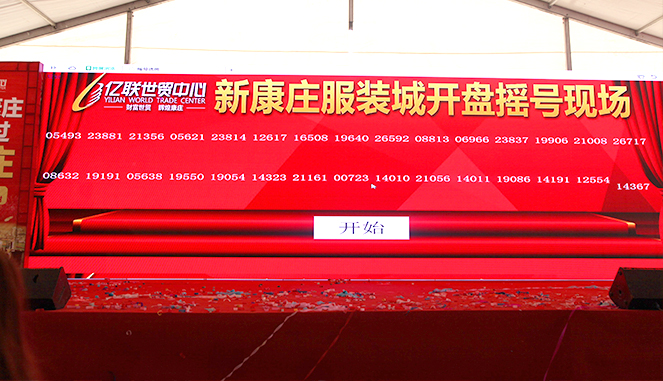 亿联世贸中心
YILIAN WORLD TRADE CENTER
财富世贸 辉煌康庄
新康庄服装城开盘摇号现场
05493 23881 21356 05621 23814 12617 16508 19640 26592 08813 06966 23837 19906 21008 26717
08632 19191 05638 19550 19054 14323 21161 00723 14010 21056 14011 19086 14191 12554 14367
开始
庄
过